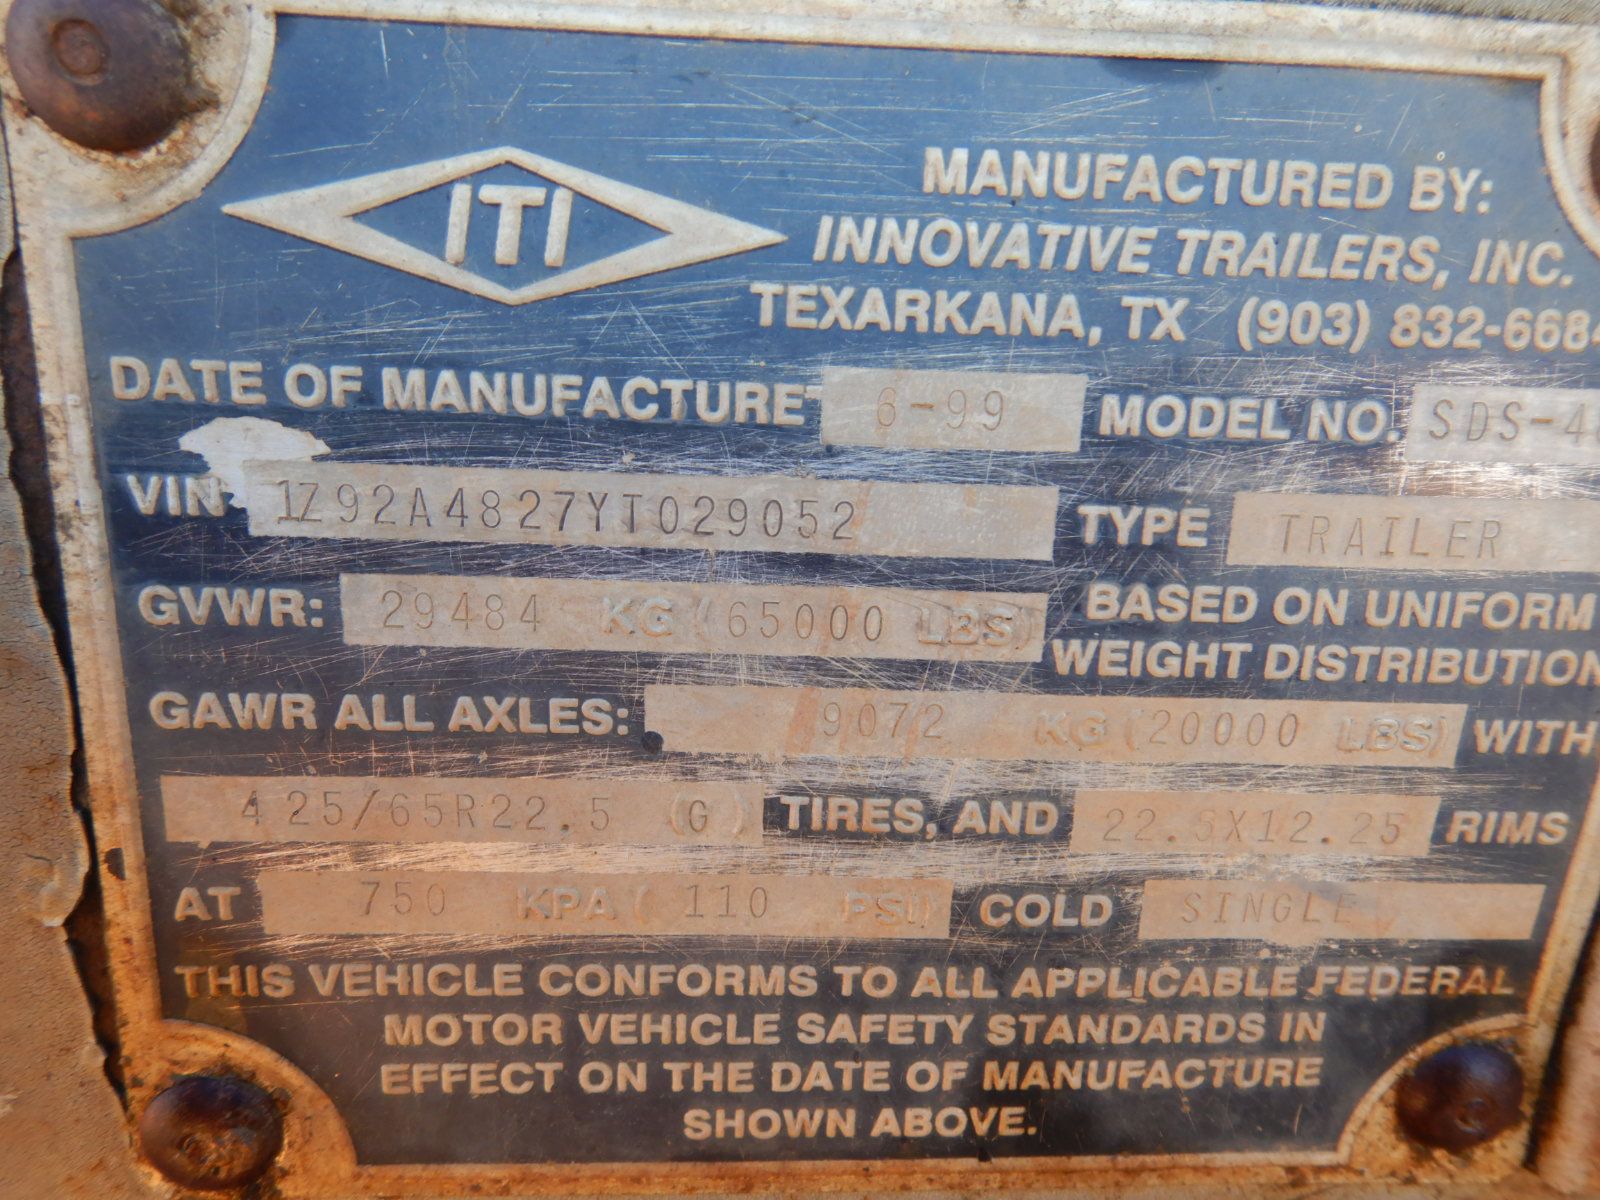 ITI
MANUFACTURED BY:
INNOVATIVE TRAILERS, INC.
TEXARKANA, TX (903) 832-668
DATE OF MANUFACTURE 6-99 MODEL NO. SDS-4
VIN 1Z92A4827YT029052 TYPE TRAILER
GVWR: 29484 KG (65000 LBS) BASED ON UNIFORM
WEIGHT DISTRIBUTION
GAWR ALL AXLES: 9072 KG (20000 LBS) WITH
425/65R22.5 (G) TIRES, AND 22.5X12.25 RIMS
AT 750 KPA (110 PSI) COLD SINGLE
THIS VEHICLE CONFORMS TO ALL APPLICABLE FEDERAL
MOTOR VEHICLE SAFETY STANDARDS IN
EFFECT ON THE DATE OF MANUFACTURE
SHOWN ABOVE.